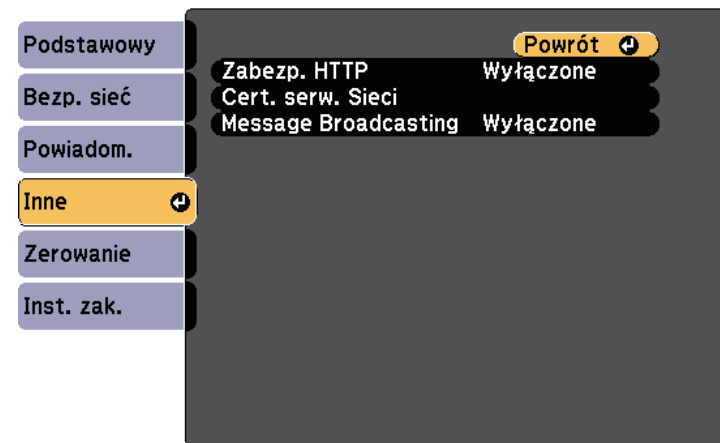 Podstawowy
Bezp. sieć
Powiadom.
Inne
Zerowanie
Inst. zak.
Powrót
Zabezp. HTTP Wyłączone
Cert. serw. Sieci
Message Broadcasting Wyłączone